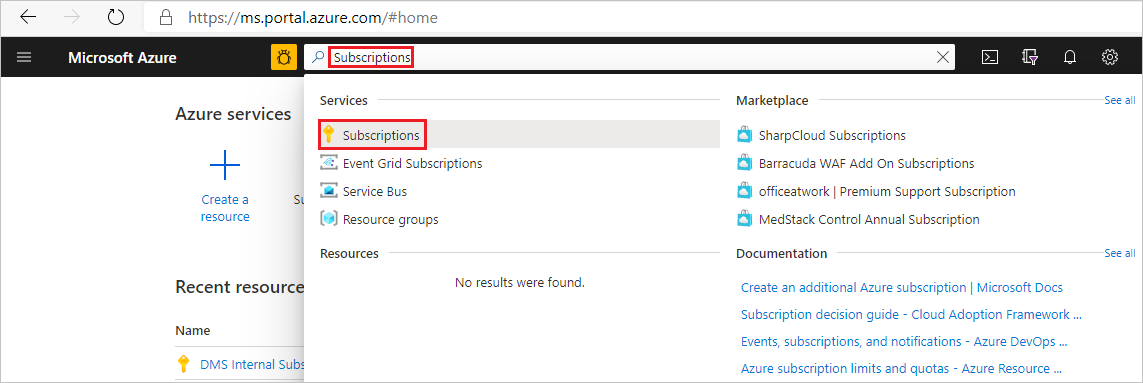 https://ms.portal.azure.com/#home
Microsoft Azure
Subscriptions
Azure services
Create a
resource
Su
Recent resource
Name
DMS Internal Subs
Services
Subscriptions
Event Grid Subscriptions
Service Bus
Resource groups
Resources
No results were found.
Marketplace
See all
SharpCloud Subscriptions
Barracuda WAF Add On Subscriptions
officeatwork | Premium Support Subscription
MedStack Control Annual Subscription
Documentation
See all
Create an additional Azure subscription | Microsoft Docs
Subscription decision guide - Cloud Adoption Framework ...
Events, subscriptions, and notifications - Azure DevOps ...
Azure subscription limits and quotas - Azure Resource ...